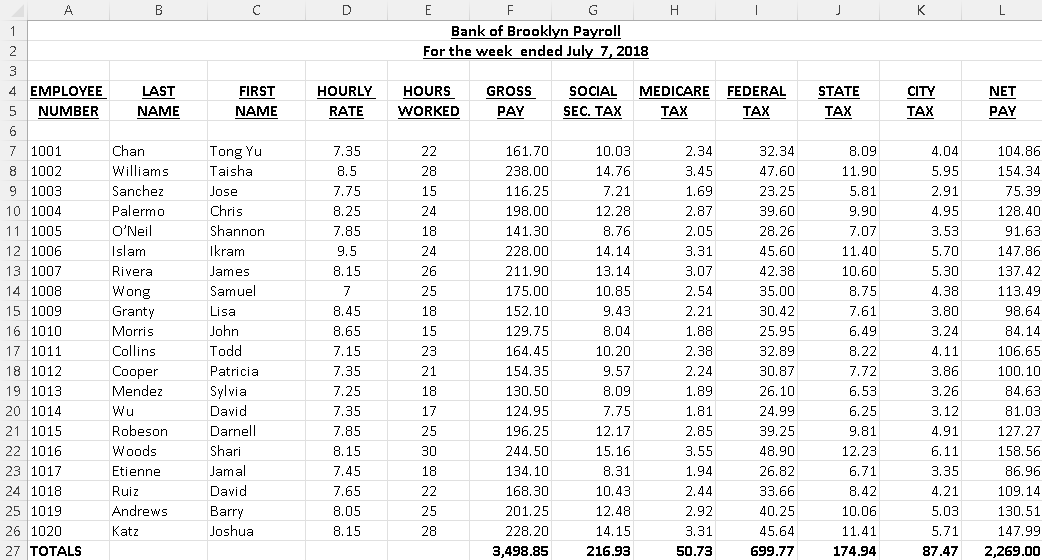 A B C D E F G H I J K L
1 Bank of Brooklyn Payroll
2 For the week ended July 7, 2018
3
4 EMPLOYEE LAST FIRST HOURLY HOURS GROSS SOCIAL MEDICARE FEDERAL STATE CITY NET
5 NUMBER NAME NAME RATE WORKED PAY SEC. TAX TAX TAX TAX TAX PAY
6
7 1001 Chan Tong Yu 7.35 22 161.70 10.03 2.34 32.34 8.09 4.04 104.86
8 1002 Williams Taisha 8.5 28 238.00 14.76 3.45 47.60 11.90 5.95 154.34
9 1003 Sanchez Jose 7.75 15 116.25 7.21 1.69 23.25 5.81 2.91 75.39
10 1004 Palermo Chris 8.25 24 198.00 12.28 2.87 39.60 9.90 4.95 128.40
11 1005 O'Neil Shannon 7.85 18 141.30 8.76 2.05 28.26 7.07 3.53 91.63
12 1006 Islam Ikram 9.5 24 228.00 14.14 3.31 45.60 11.40 5.70 147.86
13 1007 Rivera James 8.15 26 211.90 13.14 3.07 42.38 10.60 5.30 137.42
14 1008 Wong Samuel 7 25 175.00 10.85 2.54 35.00 8.75 4.38 113.49
15 1009 Granty Lisa 8.45 18 152.10 9.43 2.21 30.42 7.61 3.80 98.64
16 1010 Morris John 8.65 15 129.75 8.04 1.88 25.95 6.49 3.24 84.14
17 1011 Collins Todd 7.15 23 164.45 10.20 2.38 32.89 8.22 4.11 106.65
18 1012 Cooper Patricia 7.35 21 154.35 9.57 2.24 30.87 7.72 3.86 100.10
19 1013 Mendez Sylvia 7.25 18 130.50 8.09 1.89 26.10 6.53 3.26 84.63
20 1014 Wu David 7.35 17 124.95 7.75 1.81 24.99 6.25 3.12 81.03
21 1015 Robeson Darnell 7.85 25 196.25 12.17 2.85 39.25 9.81 4.91 127.27
22 1016 Woods Shari 8.15 30 244.50 15.16 3.55 48.90 12.23 6.11 158.56
23 1017 Etienne Jamal 7.45 18 134.10 8.31 1.94 26.82 6.71 3.35 86.96
24 1018 Ruiz David 7.65 22 168.30 10.43 2.44 33.66 8.42 4.21 109.14
25 1019 Andrews Barry 8.05 25 201.25 12.48 2.92 40.25 10.06 5.03 130.51
26 1020 Katz Joshua 8.15 28 228.20 14.15 3.31 45.64 11.41 5.71 147.99
27 TOTALS 3,498.85 216.93 50.73 699.77 174.94 87.47 2,269.00